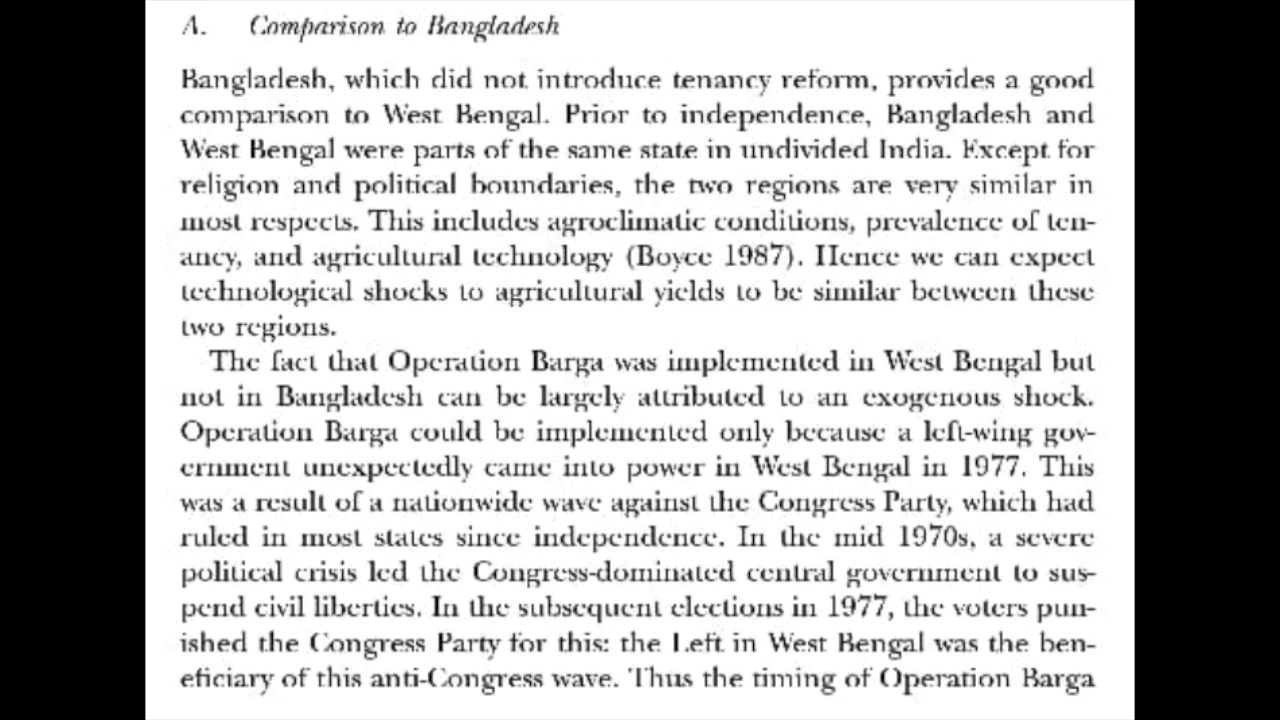 A. Comparison to Bangladesh
Bangladesh, which did not introduce tenancy reform, provides a good
comparison to West Bengal. Prior to independence, Bangladesh and
West Bengal were parts of the same state in undivided India. Except for
religion and political boundaries, the two regions are very similar in
most respects. This includes agroclimatic conditions, prevalence of ten-
ancy, and agricultural technology (Boyce 1987). Hence we can expect
technological shocks to agricultural yields to be similar between these
two regions.
The fact that Operation Barga was implemented in West Bengal but
not in Bangladesh can be largely attributed to an exogenous shock.
Operation Barga could be implemented only because a left-wing gov-
ernment unexpectedly came into power in West Bengal in 1977. This
was a result of a nationwide wave against the Congress Party, which had
ruled in most states since independence. In the mid 1970s, a severe
political crisis led the Congress-dominated central government to sus-
pend civil liberties. In the subsequent elections in 1977, the voters pun-
ished the Congress Party for this: the Left in West Bengal was the ben-
eficiary of this anti-Congress wave. Thus the timing of Operation Barga